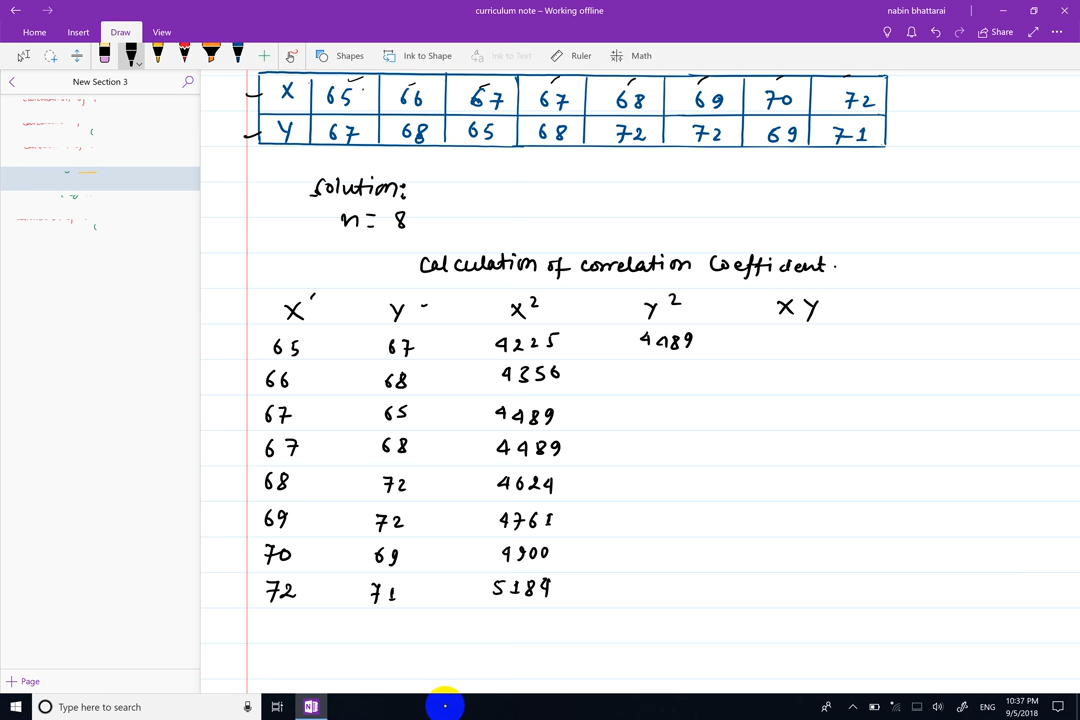 curriculum note – Working offline
nabin bhattarai
Home Insert Draw View
Share
Shapes Ink to Shape Ink to Text Ruler Math
New Section 3
X 65 66 67 67 68 69 70 72
Y 67 68 65 68 72 72 69 71
Solution:
n = 8
Calculation of correlation Coefficient.
X Y X² Y² XY
65 67 4225 4489
66 68 4356
67 65 4489
67 68 4489
68 72 4624
69 72 4761
70 69 4900
72 71 5184
+ Page
Type here to search
ENG
10:37 PM
9/5/2018